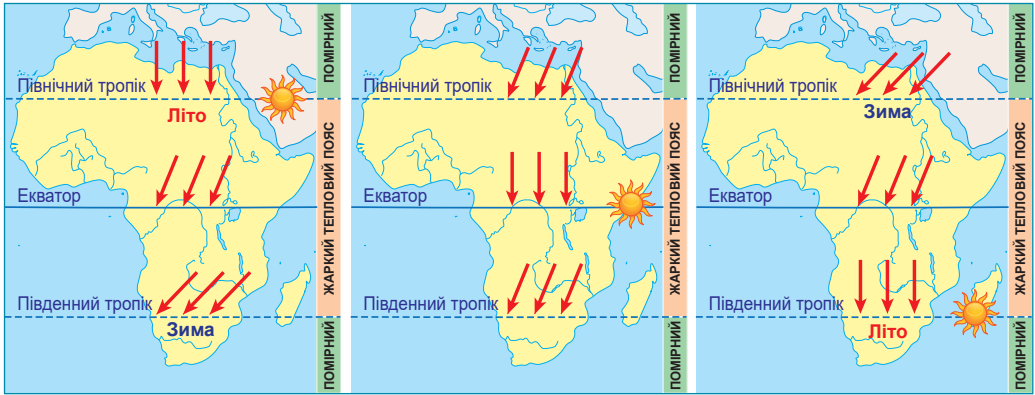 Північний тропік
Літо
Екватор
Південний тропік
Зима
ПОМІРНИЙ
ЖАРКИЙ ТЕПЛОВИЙ ПОЯС
ПОМІРНИЙ
Північний тропік
Екватор
Південний тропік
ПОМІРНИЙ
ЖАРКИЙ ТЕПЛОВИЙ ПОЯС
ПОМІРНИЙ
Північний тропік
Зима
Екватор
Південний тропік
Літо
ПОМІРНИЙ
ЖАРКИЙ ТЕПЛОВИЙ ПОЯС
ПОМІРНИЙ